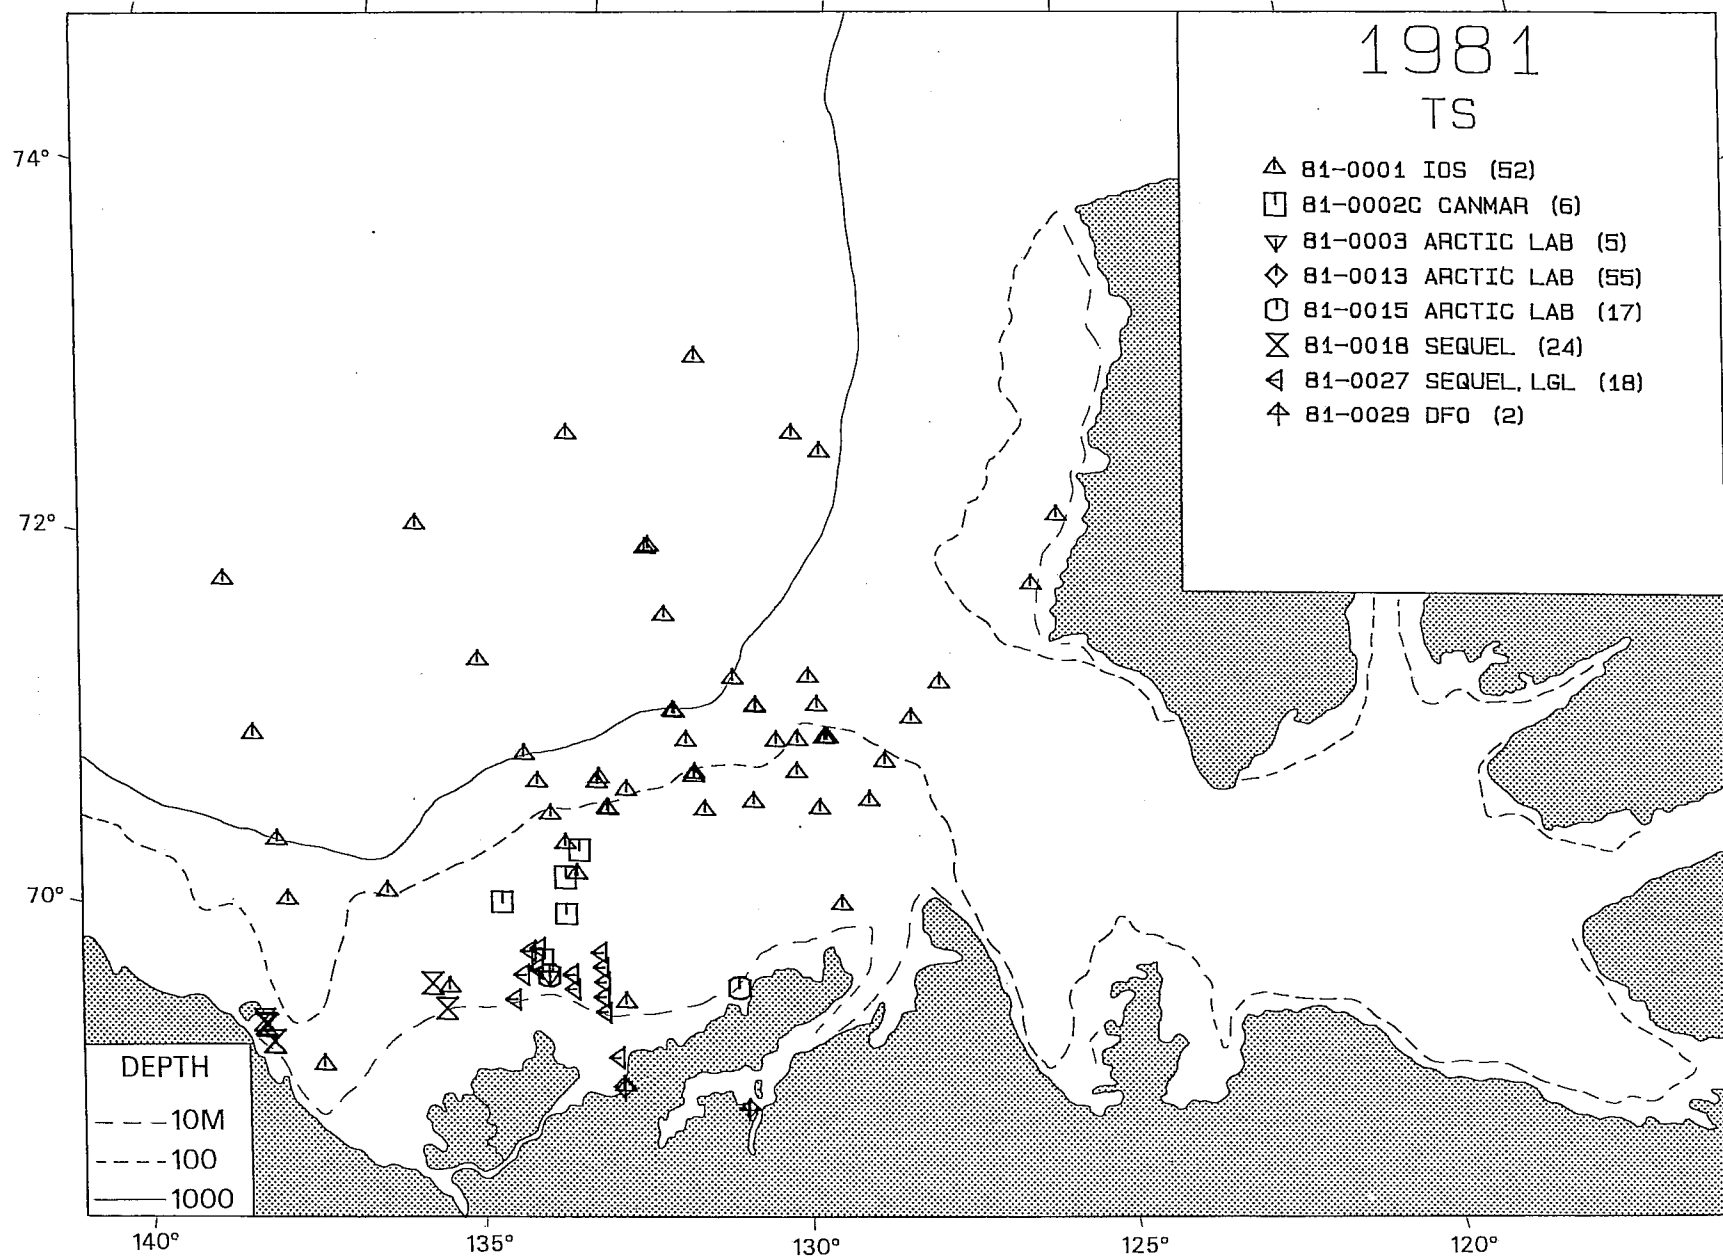 1981
TS
81-0001 IOS (52)
81-0002C CANMAR (6)
81-0003 ARCTIC LAB (5)
81-0013 ARCTIC LAB (55)
81-0015 ARCTIC LAB (17)
81-0018 SEQUEL (24)
81-0027 SEQUEL, LGL (18)
81-0029 DFO (2)
74°
72°
70°
DEPTH
10M
100
1000
140°
135°
130°
125°
120°